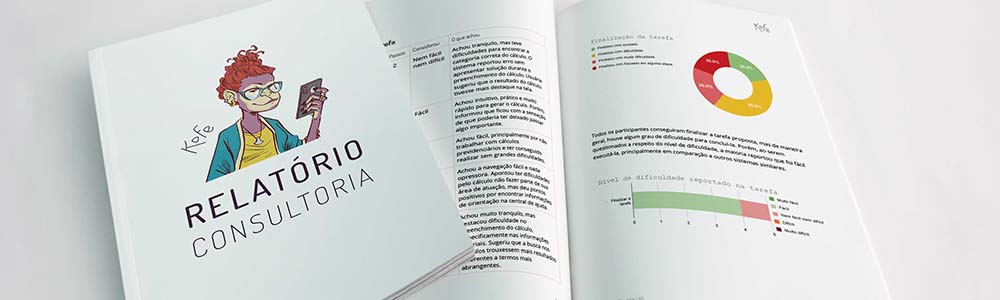 Kofe
RELATÓRIO
CONSULTORIA
refa
Passos
Considerou
O que achou
2
Nem fácil
nem difícil
Achou tranquilo, mas teve
dificuldades para encontrar a
categoria correta do cálculo. O
sistema reportou erro sem
apresentar solução durante o
preenchimento do cálculo. Usuária
sugeriu que o resultado do cálculo
tivesse mais destaque na tela.
Fácil
Achou intuitivo, prático e muito
rápido para gerar o cálculo. Porém,
informou que ficou com a sensação
de que poderia ter deixado passar
algo importante.
Achou fácil, principalmente por não
trabalhar com cálculos
previdenciários e ter conseguido
realizar sem grandes dificuldades.
Achou a navegação fácil e nada
opressora. Apontou ter dificuldades
pelo cálculo não fazer parte de sua
área de atuação, mas deu pontos
positivos por encontrar informações
de orientação na central de ajuda.
Achou muito tranquilo, mas
destacou dificuldade no
preenchimento do cálculo,
especificamente nas informações
Sugeriu que a busca nos
trouxessem mais resultados
referentes a termos mais
abrangentes.
Kofe
Finalização da tarefa
Finalizou com sucesso
Finalizou com dificuldade
Finalizou com muita dificuldade
Finalizou com fracasso em alguma etapa
20.0%
20.0%
20.0%
40.0%
Todos os participantes conseguiram finalizar a tarefa proposta, mas de maneira
geral, houve algum grau de dificuldade para concluí-la. Porém, ao serem
questionados a respeito do nível de dificuldade, a maioria reportou que foi fácil
executá-la, principalmente em comparação a outros sistemas similares.
Nível de dificuldade reportado na tarefa
Finalizar a
tarefa
0
1
2
3
4
5
Muito fácil
Fácil
Nem fácil nem difícil
Difícil
Muito difícil